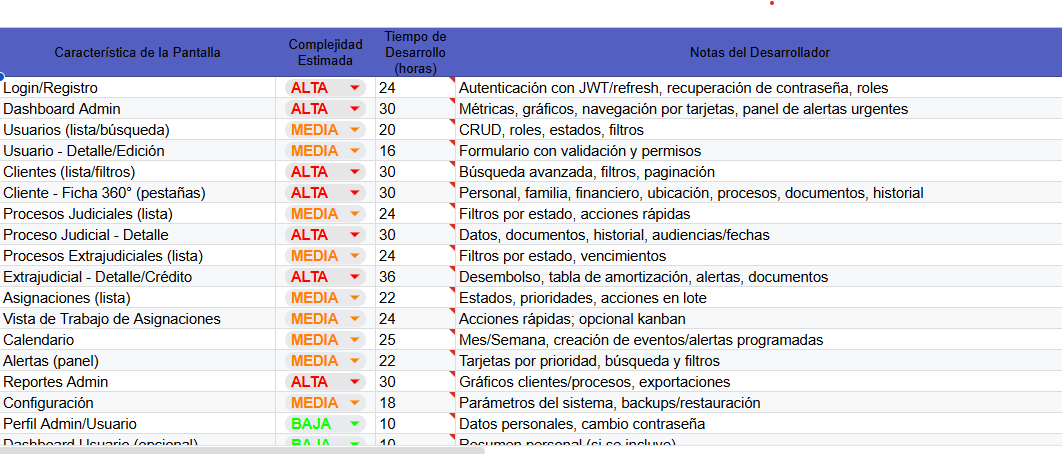 Característica de la Pantalla Complejidad Estimada Tiempo de Desarrollo (horas) Notas del Desarrollador
Login/Registro ALTA 24 Autenticación con JWT/refresh, recuperación de contraseña, roles
Dashboard Admin ALTA 30 Métricas, gráficos, navegación por tarjetas, panel de alertas urgentes
Usuarios (lista/búsqueda) MEDIA 20 CRUD, roles, estados, filtros
Usuario - Detalle/Edición MEDIA 16 Formulario con validación y permisos
Clientes (lista/filtros) ALTA 30 Búsqueda avanzada, filtros, paginación
Cliente - Ficha 360° (pestañas) ALTA 30 Personal, familia, financiero, ubicación, procesos, documentos, historial
Procesos Judiciales (lista) MEDIA 24 Filtros por estado, acciones rápidas
Proceso Judicial - Detalle ALTA 30 Datos, documentos, historial, audiencias/fechas
Procesos Extrajudiciales (lista) MEDIA 24 Filtros por estado, vencimientos
Extrajudicial - Detalle/Crédito ALTA 36 Desembolso, tabla de amortización, alertas, documentos
Asignaciones (lista) MEDIA 22 Estados, prioridades, acciones en lote
Vista de Trabajo de Asignaciones MEDIA 24 Acciones rápidas; opcional kanban
Calendario MEDIA 25 Mes/Semana, creación de eventos/alertas programadas
Alertas (panel) MEDIA 22 Tarjetas por prioridad, búsqueda y filtros
Reportes Admin ALTA 30 Gráficos clientes/procesos, exportaciones
Configuración MEDIA 18 Parámetros del sistema, backups/restauración
Perfil Admin/Usuario BAJA 10 Datos personales, cambio contraseña
Dashboard Usuario (opcional) BAJA 10 Resumen personal (si se incluye)